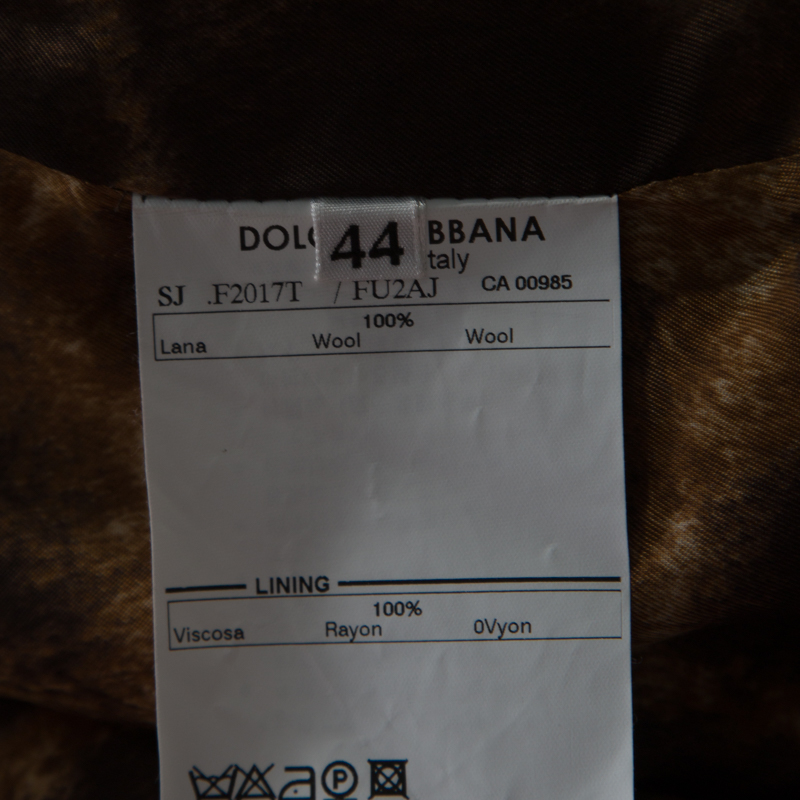 DOLC 44 BBANA
taly
SJ .F2017T / FU2AJ CA 00985
100%
Lana Wool Wool
LINING
100%
Viscosa Rayon 0Vyon
P